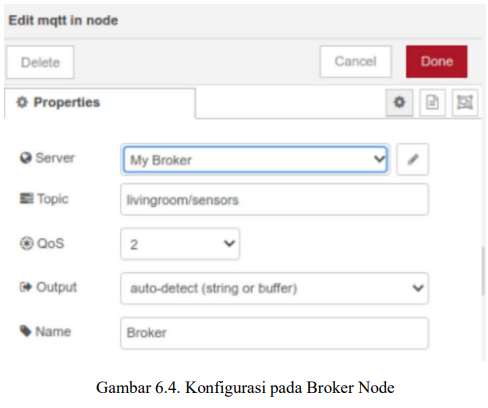 Edit mqtt in node
Delete Cancel Done
Properties
Server My Broker
Topic livingroom/sensors
QoS 2
Output auto-detect (string or buffer)
Name Broker
Gambar 6.4. Konfigurasi pada Broker Node